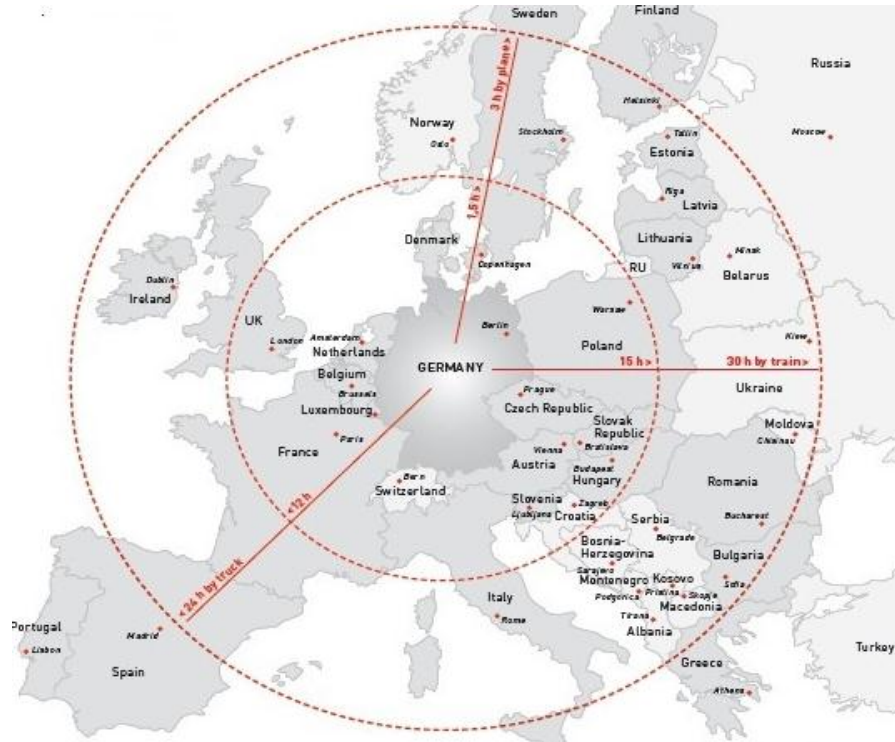 Sweden
Finland
Russia
3 h by plane >
Norway
Oslo
Stockholm
Helsinki
Tallin
Estonia
Moscow
1,5 h >
Riga
Latvia
Denmark
Copenhagen
Lithuania
Vilnius
RU
Minsk
Belarus
Dublin
Ireland
UK
London
Amsterdam
Netherlands
Berlin
Warsaw
Poland
Kiew
Belgium
Brussels
GERMANY
15 h >
30 h by train >
Ukraine
Luxembourg
Prague
Czech Republic
Paris
France
Slovak
Republic
Bratislava
Vienna
Austria
Budapest
Hungary
Moldova
Chisinau
Bern
Switzerland
Romania
<12 h
Slovenia
Ljubljana
Zagreb
Croatia
Serbia
Belgrade
Bucharest
Bosnia-
Herzegovina
Sarajevo
Bulgaria
Sofia
< 24 h by truck
Montenegro
Podgorica
Kosovo
Pristina
Skopje
Macedonia
Italy
Rome
Tirana
Albania
Portugal
Lisbon
Madrid
Spain
Greece
Athens
Turkey